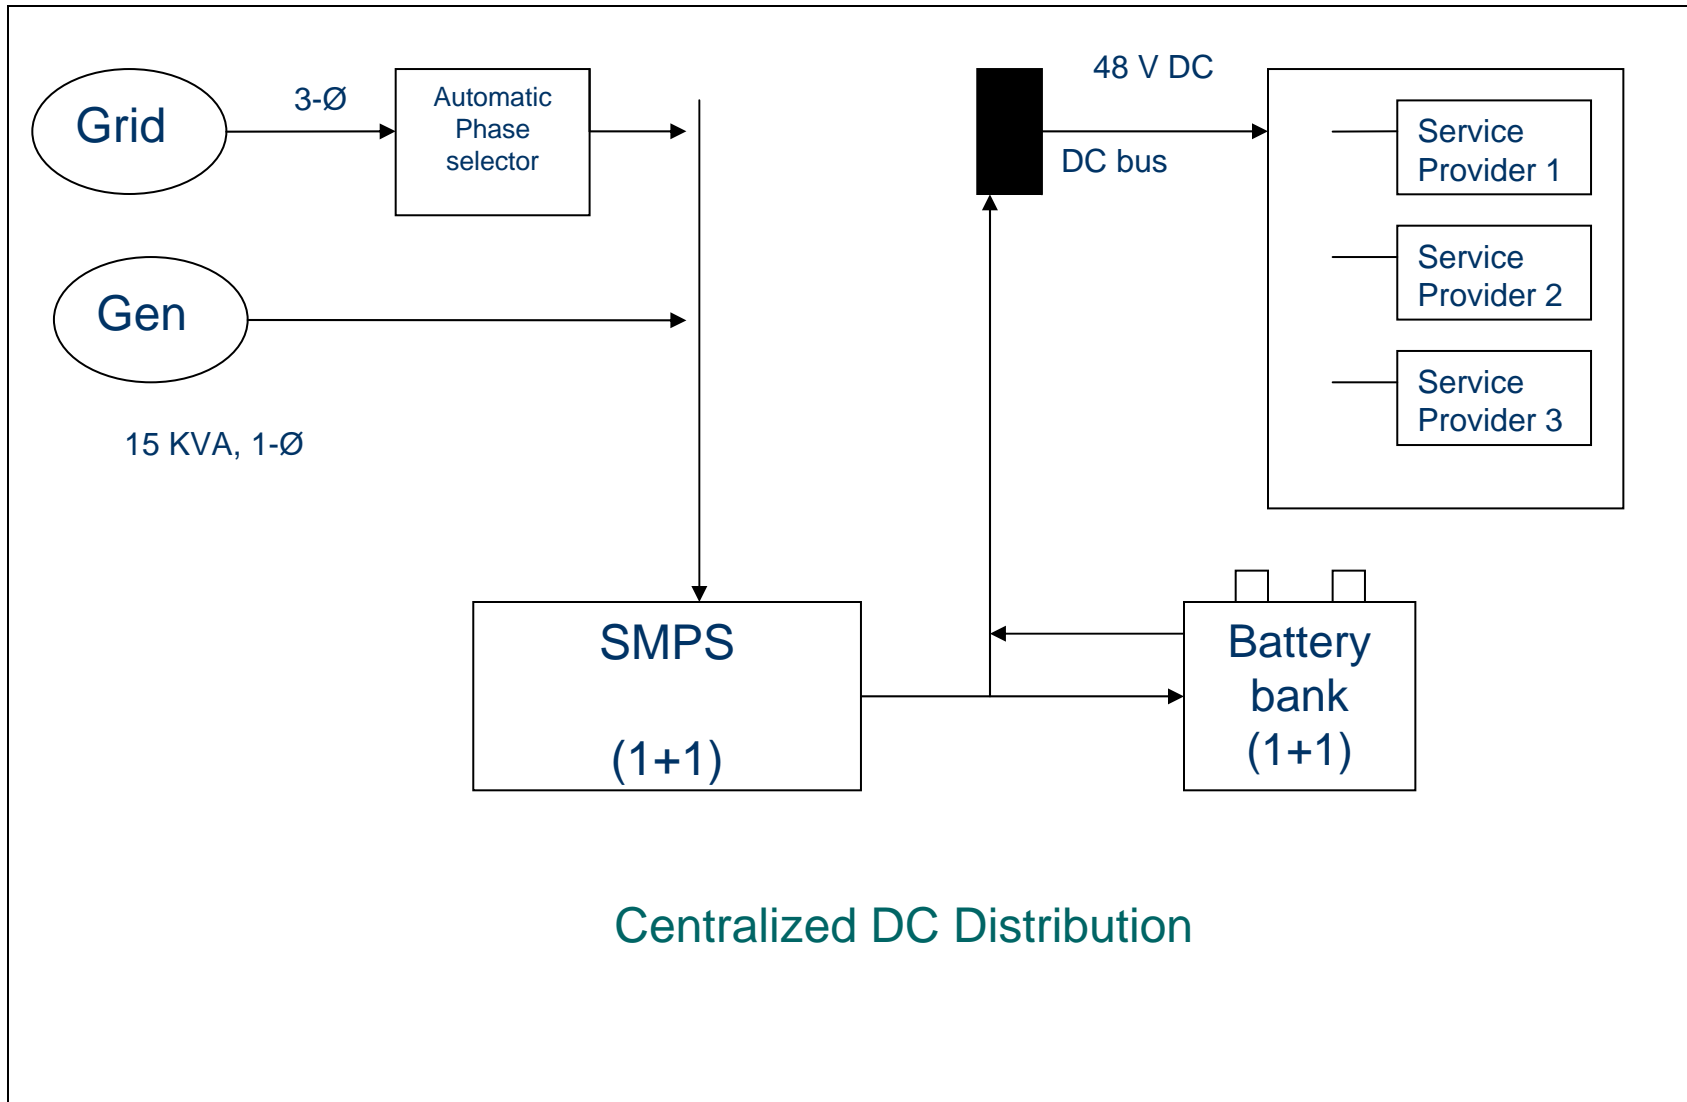 Grid
3-Ø
Automatic
Phase
selector
48 V DC
DC bus
Service
Provider 1
Service
Provider 2
Service
Provider 3
Gen
15 KVA, 1-Ø
SMPS
(1+1)
Battery
bank
(1+1)
Centralized DC Distribution